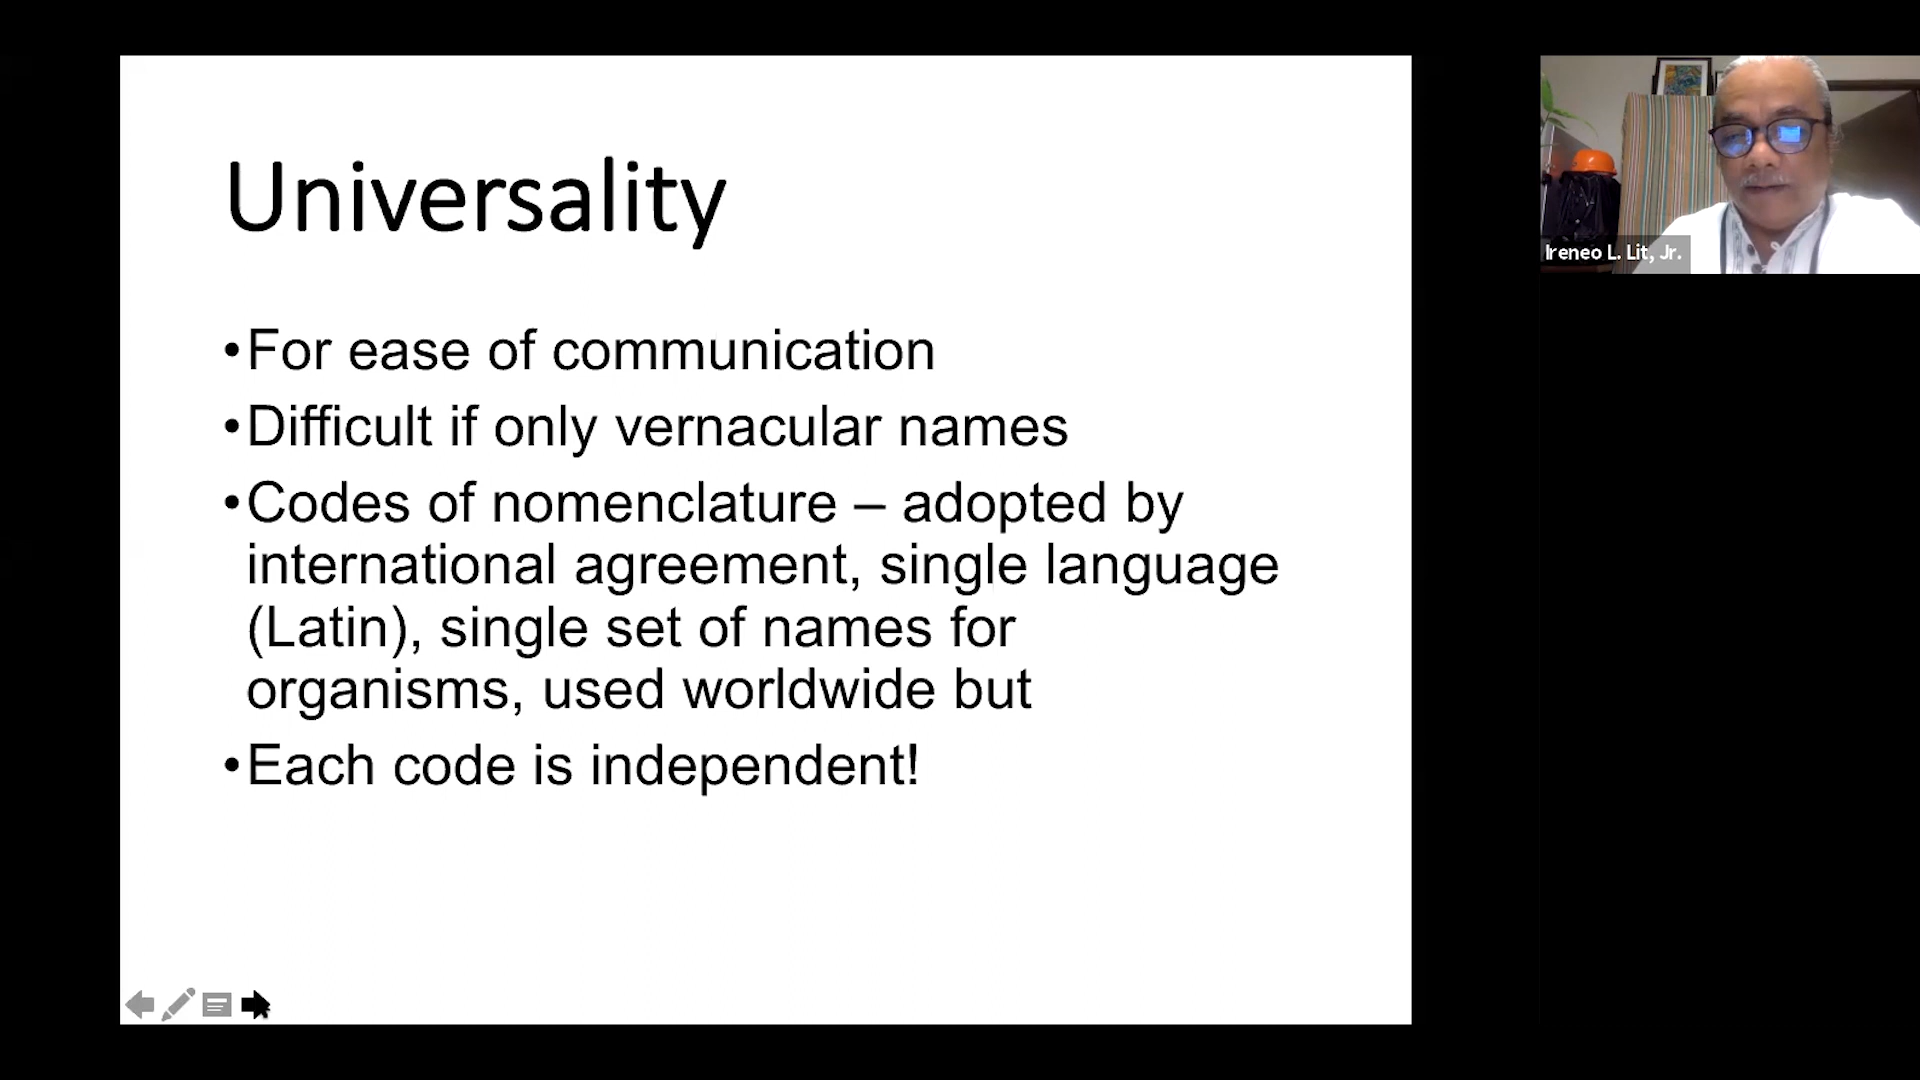 Universality
•For ease of communication
•Difficult if only vernacular names
•Codes of nomenclature – adopted by
international agreement, single language
(Latin), single set of names for
organisms, used worldwide but
•Each code is independent!
Ireneo L. Lit, Jr.